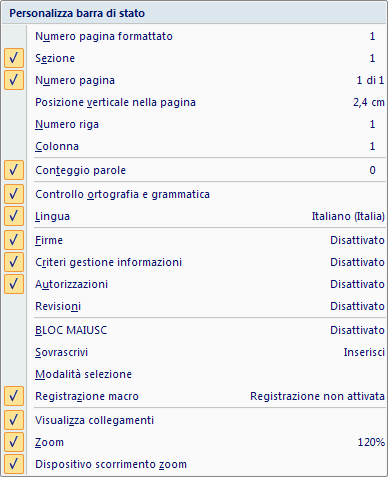 Personalizza barra di stato
Numero pagina formattato 1
Sezione 1
Numero pagina 1 di 1
Posizione verticale nella pagina 2,4 cm
Numero riga 1
Colonna 1
Conteggio parole 0
Controllo ortografia e grammatica
Lingua Italiano (Italia)
Firme Disattivato
Criteri gestione informazioni Disattivato
Autorizzazioni Disattivato
Revisioni Disattivato
BLOC MAIUSC Disattivato
Sovrascrivi Inserisci
Modalità selezione
Registrazione macro Registrazione non attivata
Visualizza collegamenti
Zoom 120%
Dispositivo scorrimento zoom